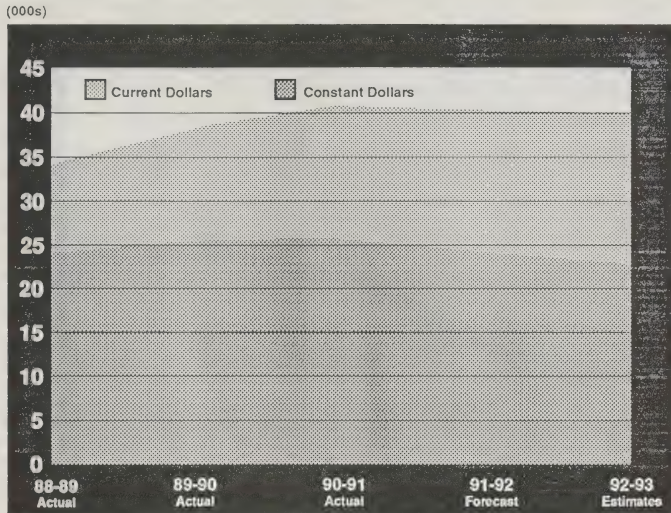 (000s)
45
Current Dollars Constant Dollars
40
35
30
25
20
15
10
5
0
88-89 89-90 90-91 91-92 92-93
Actual Actual Actual Forecast Estimates